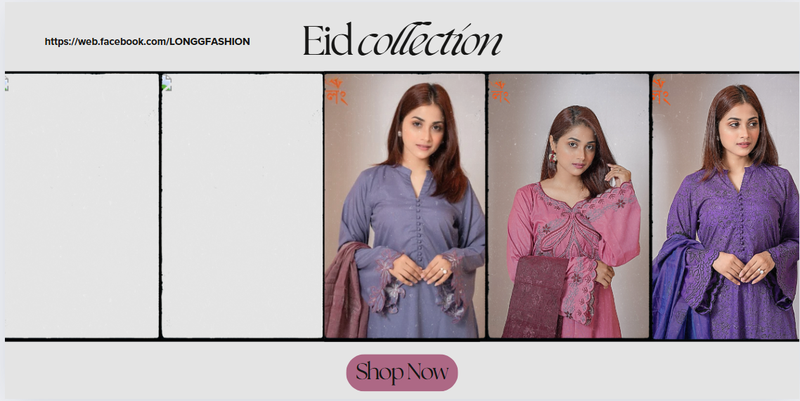 https://web.facebook.com/LONGGFASHION
Eid collection
লং
লং
লং
Shop Now